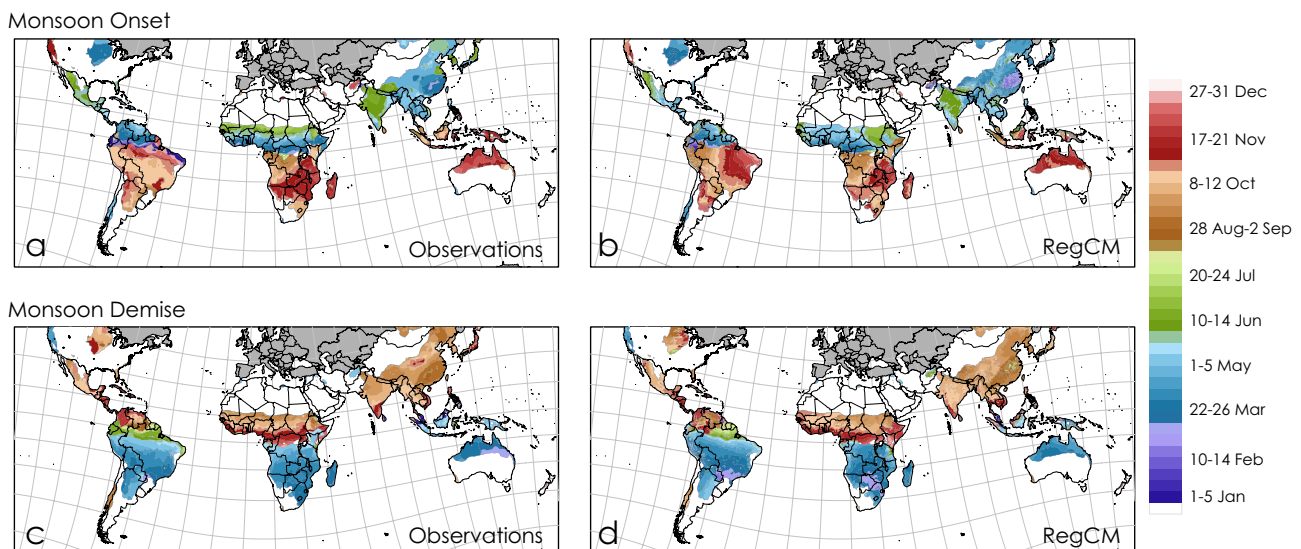 Monsoon Onset
a
Observations
b
RegCM
Monsoon Demise
c
Observations
d
RegCM
27-31 Dec
17-21 Nov
8-12 Oct
28 Aug-2 Sep
20-24 Jul
10-14 Jun
1-5 May
22-26 Mar
10-14 Feb
1-5 Jan